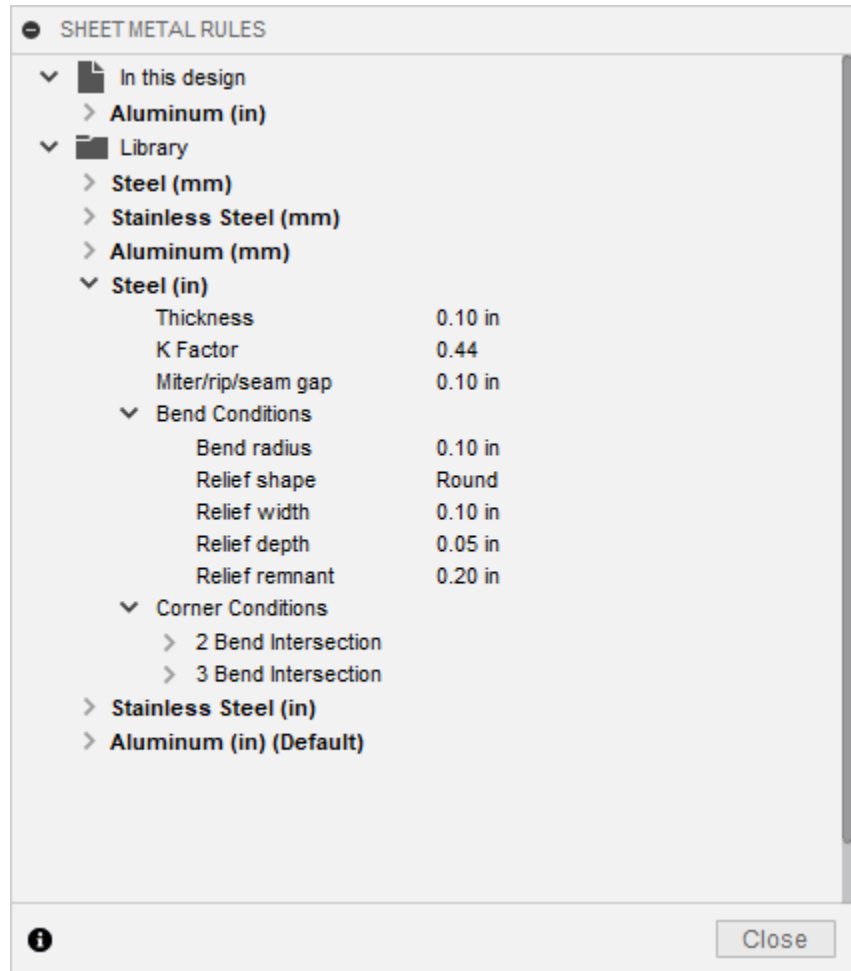 SHEET METAL RULES
In this design
Aluminum (in)
Library
Steel (mm)
Stainless Steel (mm)
Aluminum (mm)
Steel (in)
Thickness 0.10 in
K Factor 0.44
Miter/rip/seam gap 0.10 in
Bend Conditions
Bend radius 0.10 in
Relief shape Round
Relief width 0.10 in
Relief depth 0.05 in
Relief remnant 0.20 in
Corner Conditions
2 Bend Intersection
3 Bend Intersection
Stainless Steel (in)
Aluminum (in) (Default)
Close